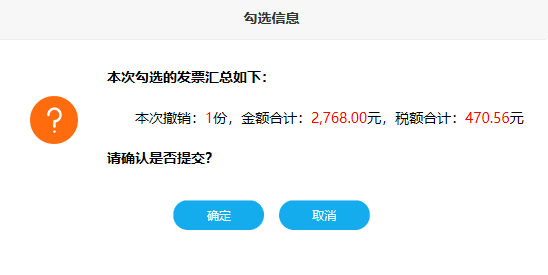 勾选信息
本次勾选的发票汇总如下：
本次撤销：1份，金额合计：2,768.00元，税额合计：470.56元
请确认是否提交？
确定
取消